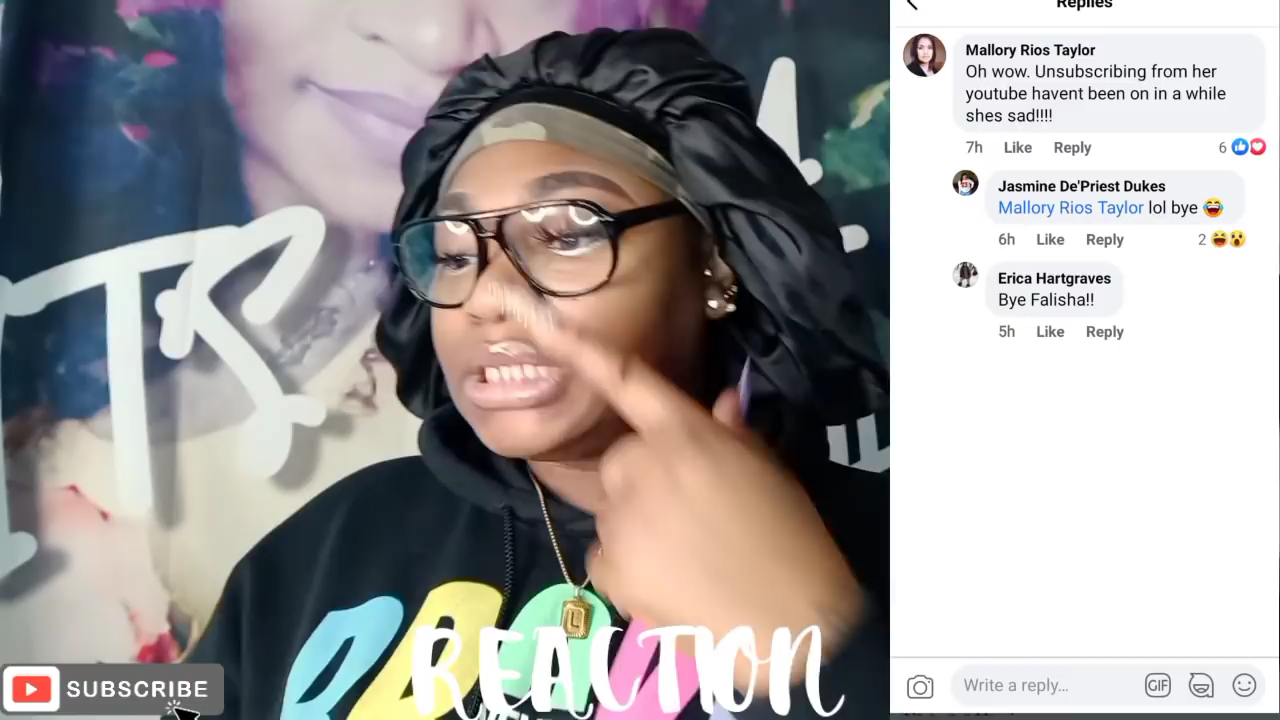 Replies
Mallory Rios Taylor
Oh wow. Unsubscribing from her
youtube havent been on in a while
shes sad!!!!
7h Like Reply 6
Jasmine De'Priest Dukes
Mallory Rios Taylor lol bye 😂
6h Like Reply 2
Erica Hartgraves
Bye Falisha!!
5h Like Reply
Write a reply... GIF
L
REACTION
SUBSCRIBE